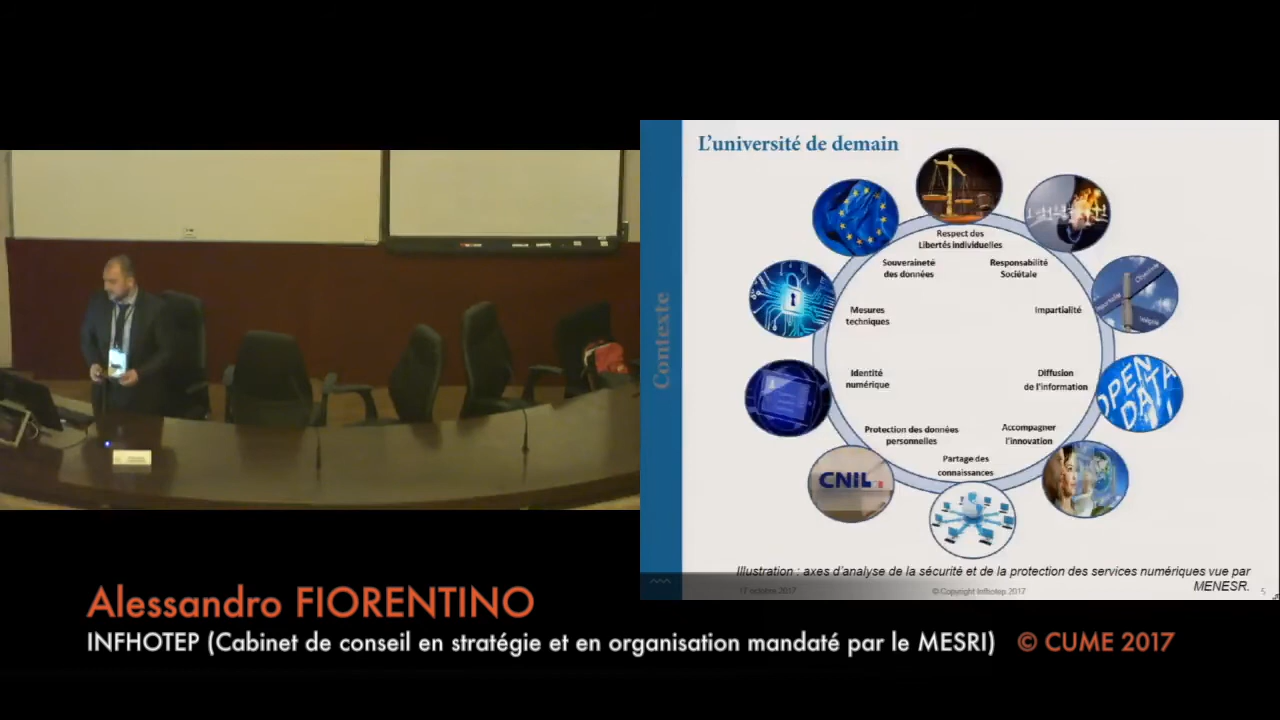 L'université de demain
Contexte
Respect des
Libertés individuelles
Souveraineté
des données
Responsabilité
Sociétale
Mesures
techniques
Impartialité
Identité
numérique
Diffusion
de l'information
OPEN
DATA
Protection des données
personnelles
Accompagner
l'innovation
Partage des
connaissances
CNIL.
Illustration : axes d'analyse de la sécurité et de la protection des services numériques vue par
MENESR.
17 octobre 2017
© Copyright Infhotep 2017
5
Alessandro FIORENTINO
INFHOTEP (Cabinet de conseil en stratégie et en organisation mandaté par le MESRI) © CUME 2017